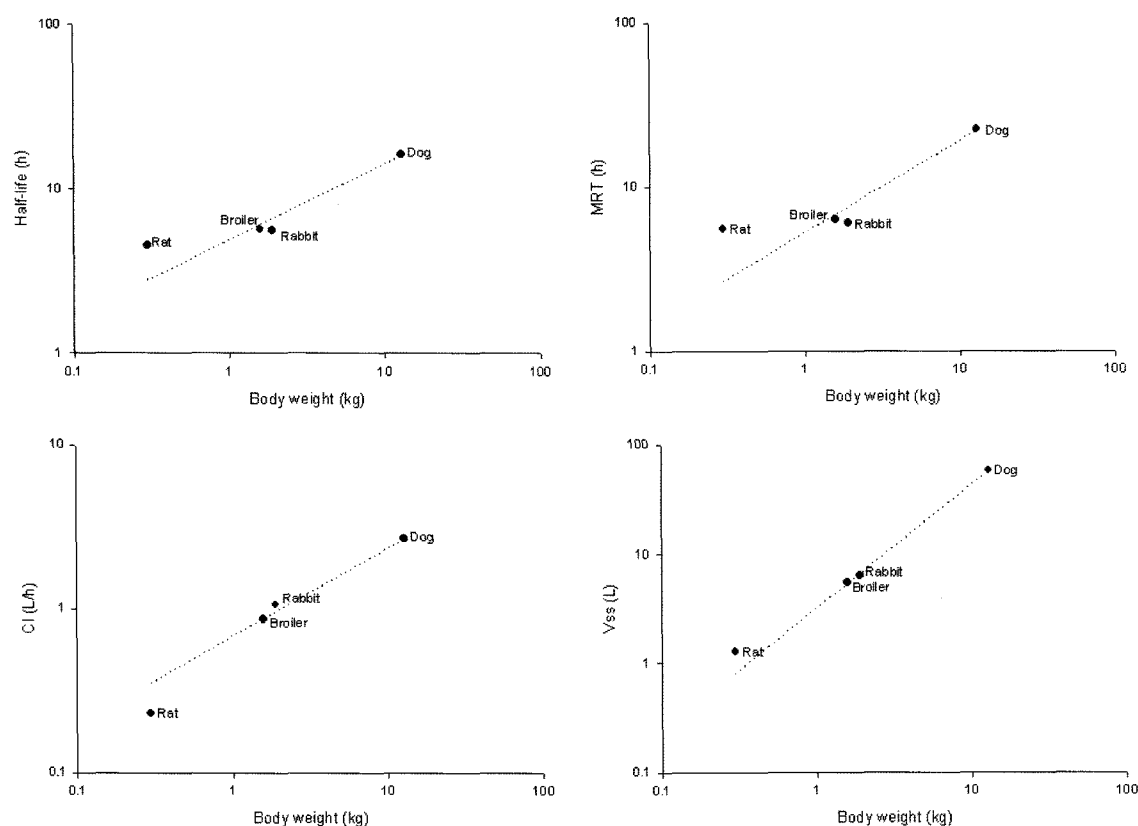 100
10
1
Half-life (h)
Rat
Broiler
Rabbit
Dog
0.1 1 10 100
Body weight (kg)
100
10
1
MRT (h)
Rat
Broiler
Rabbit
Dog
0.1 1 10 100
Body weight (kg)
10
1
0.1
Cl (L/h)
Dog
Rabbit
Broiler
Rat
0.1 1 10 100
Body weight (kg)
100
10
1
0.1
Vss (L)
Dog
Rabbit
Broiler
Rat
0.1 1 10 100
Body weight (kg)